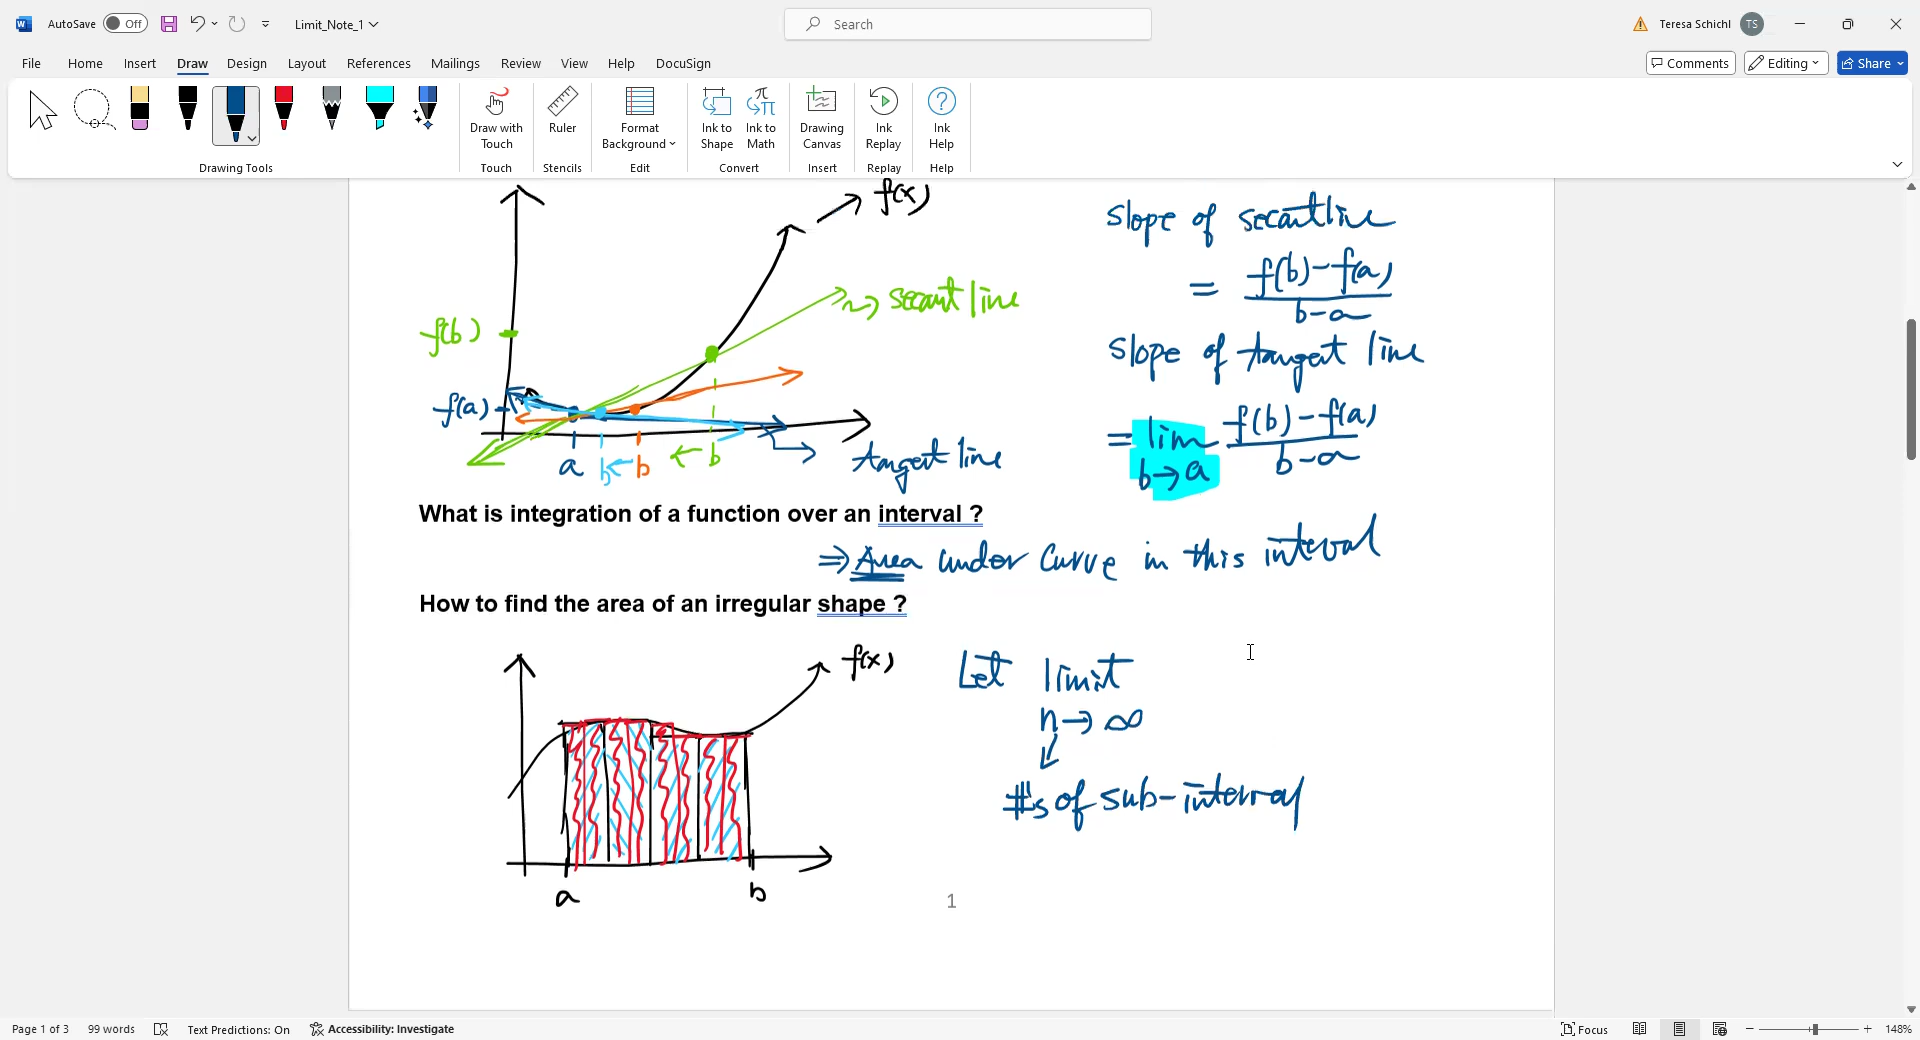 AutoSave Off Limit_Note_1 Search Teresa Schichl TS
File Home Insert Draw Design Layout References Mailings Review View Help DocuSign Comments Editing Share
Draw with Touch Ruler Format Background Ink to Shape Ink to Math Drawing Canvas Ink Replay Ink Help
Drawing Tools Touch Stencils Edit Convert Insert Replay Help
f(x)
secant line
f(b)
f(a)
a b b b
Tangent line
Slope of secant line
= f(b)-f(a)
b-a
Slope of tangent line
= lim f(b)-f(a)
b→a b-a
What is integration of a function over an interval ?
⇒ Area under curve in this interval
How to find the area of an irregular shape ?
f(x)
a b
Let limit
n→∞
#'s of sub-interval
1
Page 1 of 3 99 words Text Predictions: On Accessibility: Investigate Focus 148%